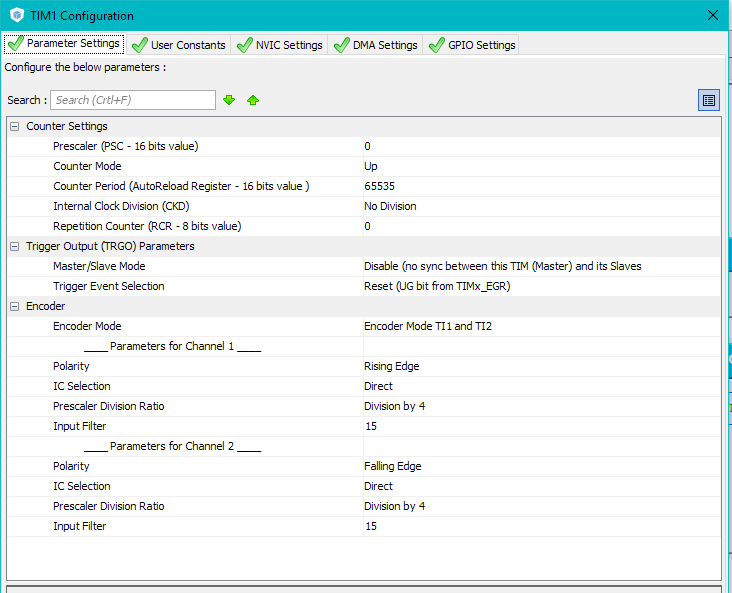 TIM1 Configuration
Parameter Settings User Constants NVIC Settings DMA Settings GPIO Settings
Configure the below parameters :
Search : Search (Crtl+F)
Counter Settings
Prescaler (PSC - 16 bits value) 0
Counter Mode Up
Counter Period (AutoReload Register - 16 bits value ) 65535
Internal Clock Division (CKD) No Division
Repetition Counter (RCR - 8 bits value) 0
Trigger Output (TRGO) Parameters
Master/Slave Mode Disable (no sync between this TIM (Master) and its Slaves
Trigger Event Selection Reset (UG bit from TIMx_EGR)
Encoder
Encoder Mode Encoder Mode TI1 and TI2
____ Parameters for Channel 1 ____
Polarity Rising Edge
IC Selection Direct
Prescaler Division Ratio Division by 4
Input Filter 15
____ Parameters for Channel 2 ____
Polarity Falling Edge
IC Selection Direct
Prescaler Division Ratio Division by 4
Input Filter 15